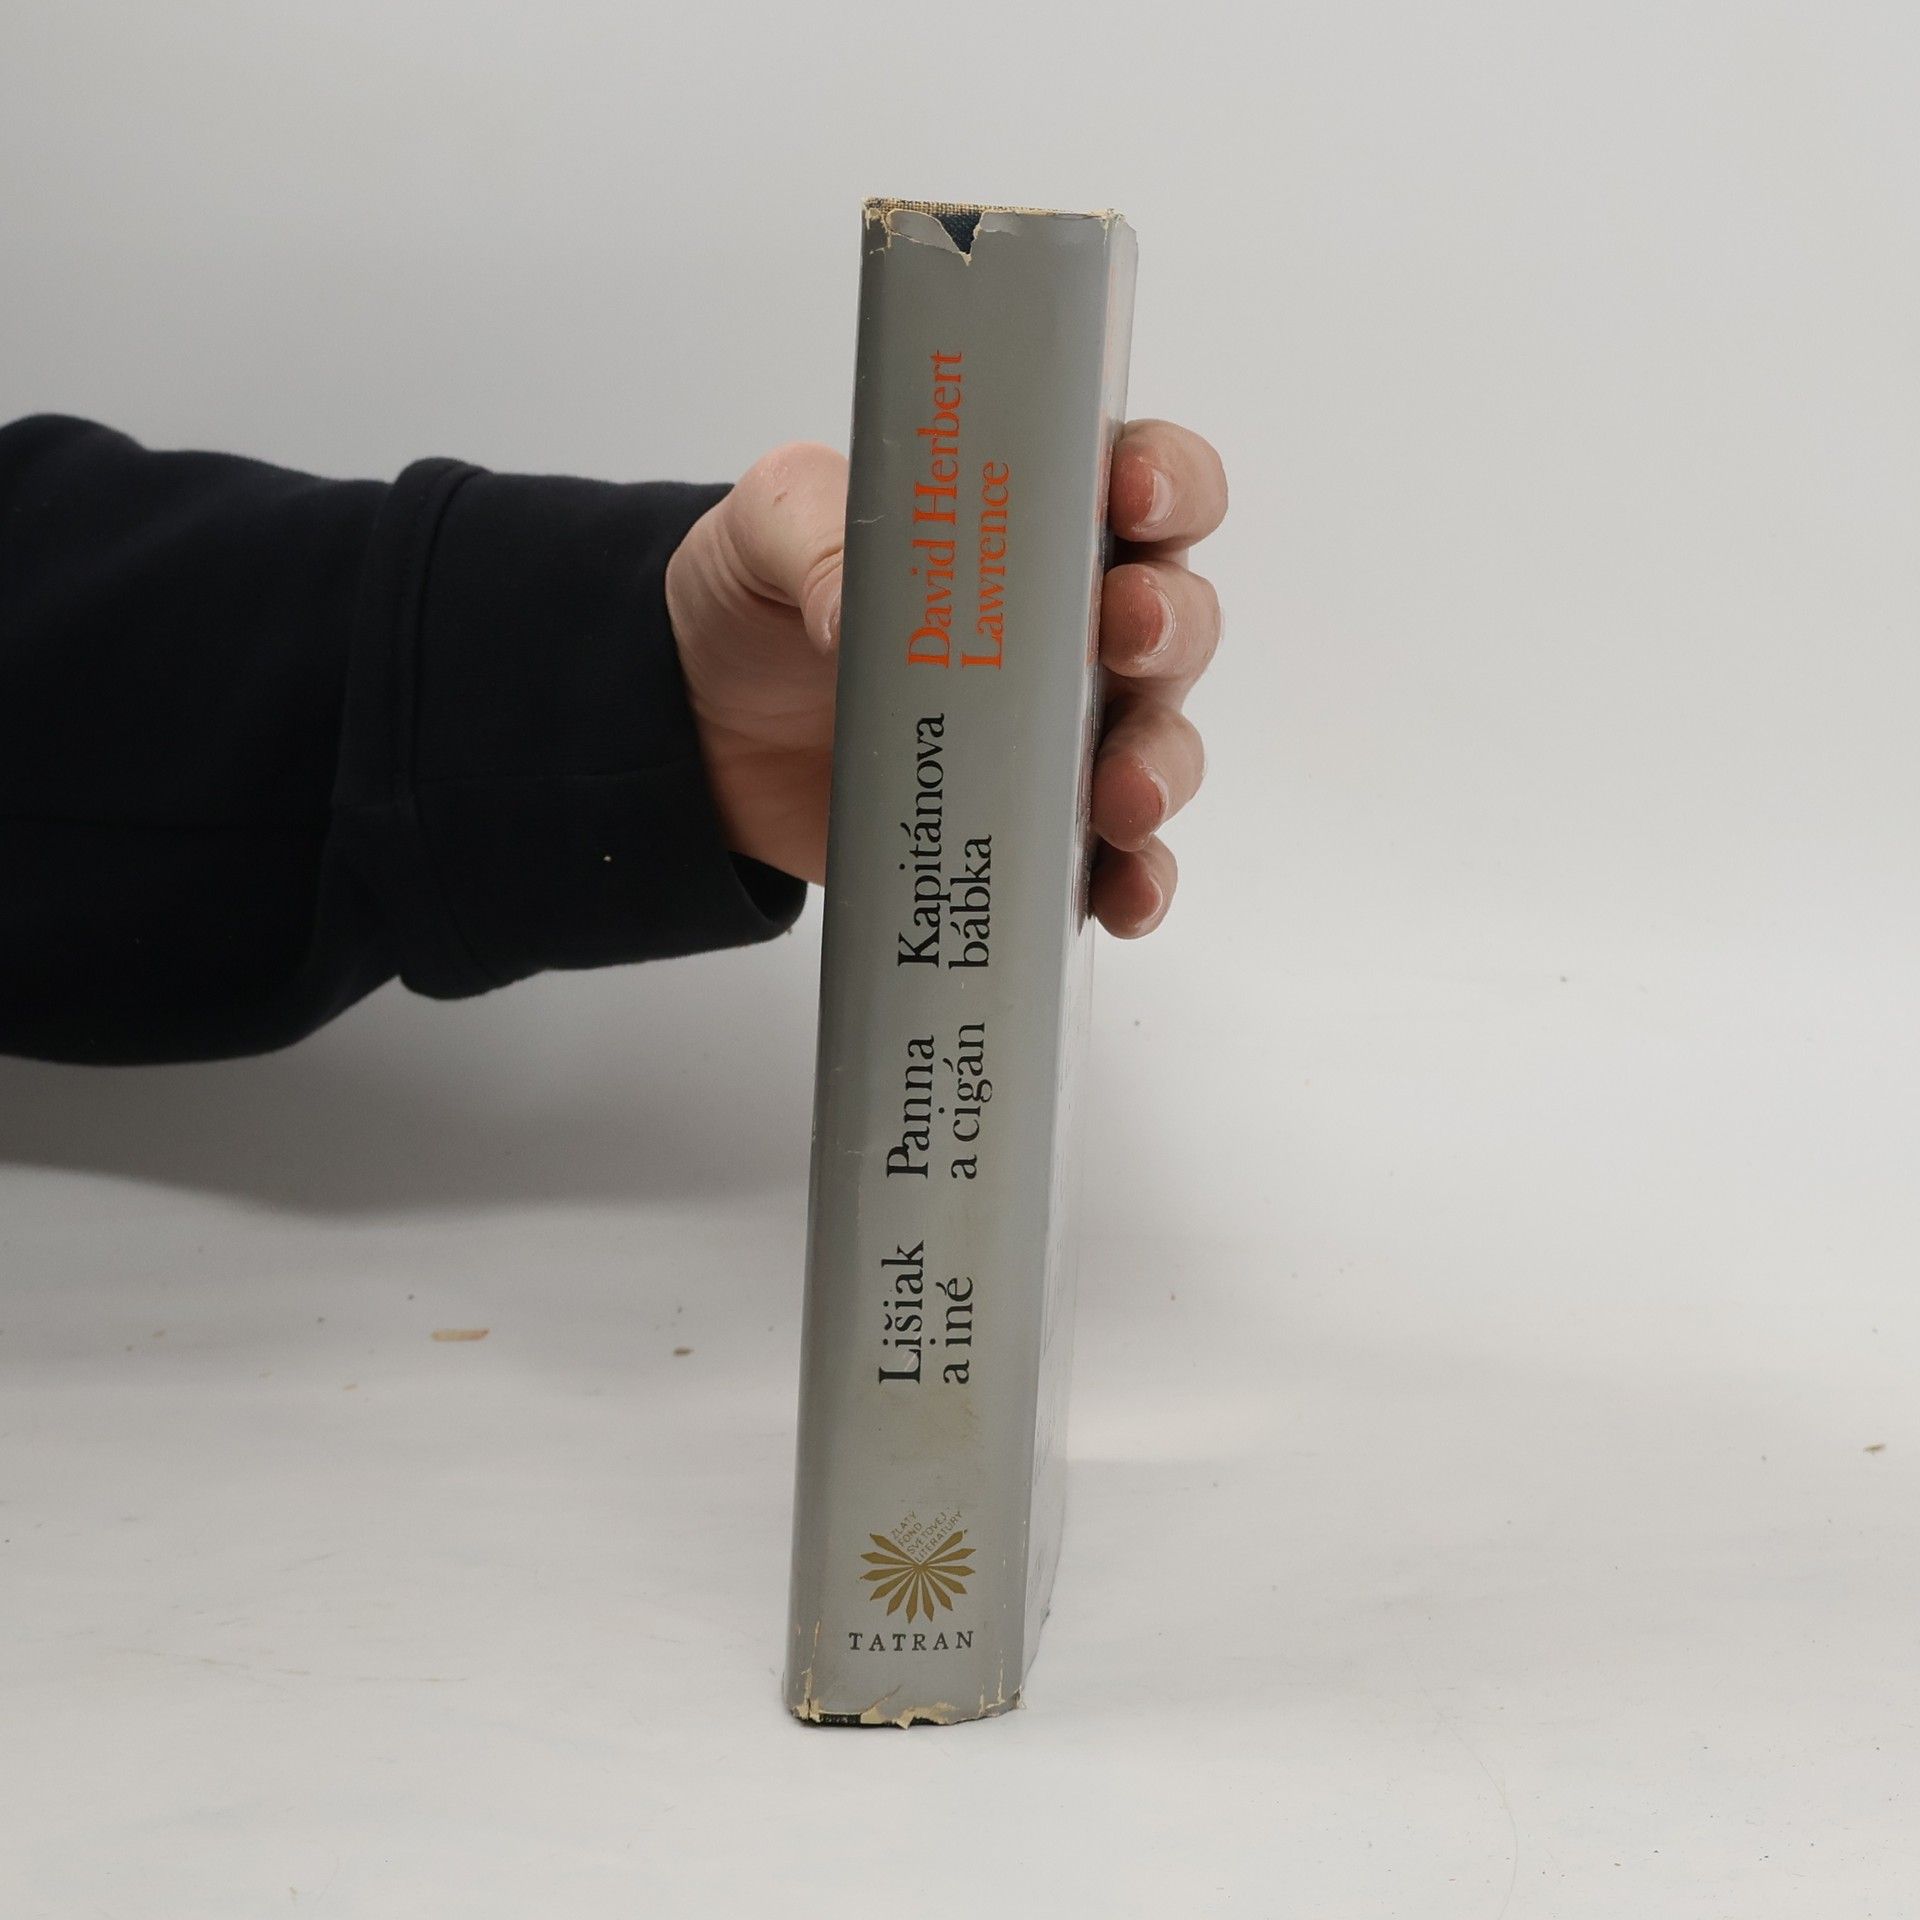 David Herbert
Lawrence
Kapitánova
bábka
Panna
a cigán
Lišiak
a iné
ZLATÝ
FOND
SVETOVEJ
LITERATÚRY
TATRAN